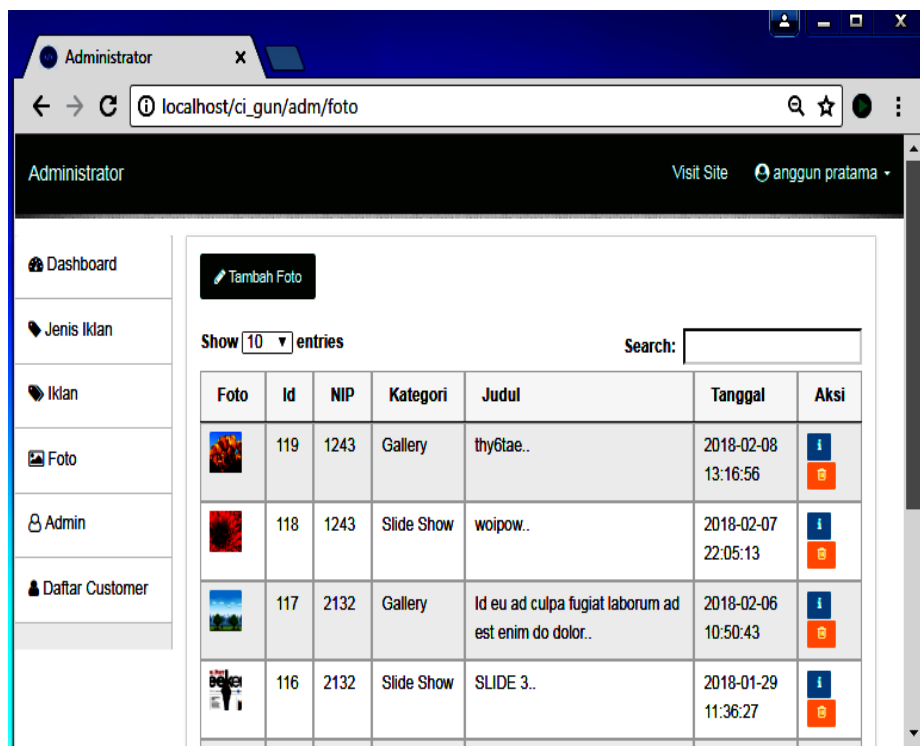 Administrator
localhost/ci_gun/adm/foto
Administrator Visit Site anggun pratama
Dashboard
Jenis Iklan
Iklan
Foto
Admin
Daftar Customer
Tambah Foto
Show 10 entries Search:
Foto Id NIP Kategori Judul Tanggal Aksi
119 1243 Gallery thy6tae.. 2018-02-08
13:16:56
118 1243 Slide Show woipow.. 2018-02-07
22:05:13
117 2132 Gallery Id eu ad culpa fugiat laborum ad 2018-02-06
est enim do dolor.. 10:50:43
116 2132 Slide Show SLIDE 3.. 2018-01-29
11:36:27